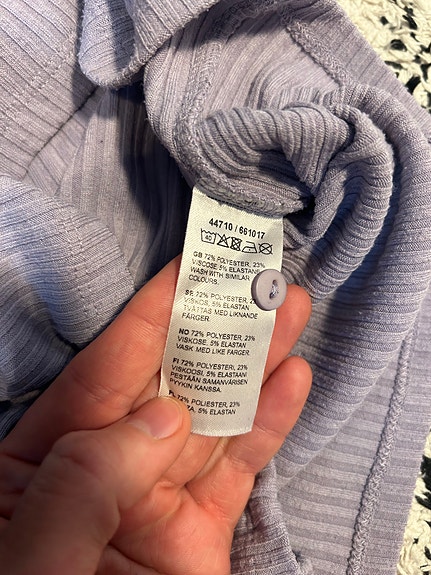 44710 / 661017
40
GB 72% POLYESTER, 23%
VISCOSE, 5% ELASTANE
WASH WITH SIMILAR
COLOURS.
SE 72% POLYESTER, 23%
VISKOS, 5% ELASTAN
TVÄTTAS MED LIKNANDE
FÄRGER
NO 72% POLYESTER, 23%
VISKOSE, 5% ELASTAN
VASK MED LIKE FARGER.
FI 72% POLYESTERI, 23%
VISKOOSI, 5% ELASTAANI
PESTÄÄN SAMANVÄRISEN
PYYKIN KANSSA.
72% POLIESTER, 23%
5% ELASTAN